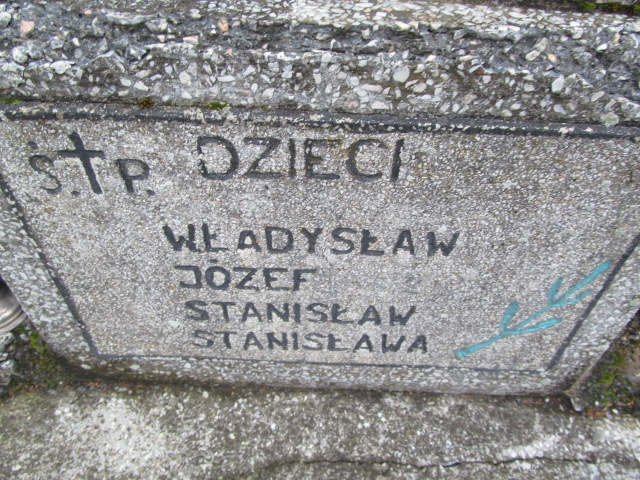 Ś.†P. DZIECI
WŁADYSŁAW
JÓZEF
STANISŁAW
STANISŁAWA